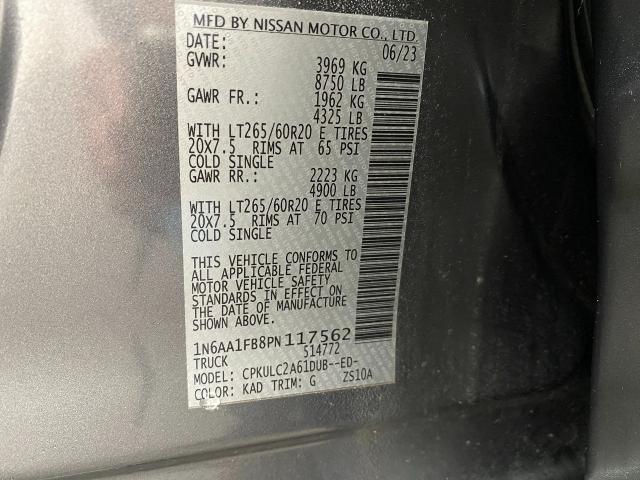 MFD BY NISSAN MOTOR CO., LTD.
DATE: 06/23
GVWR: 3969 KG
8750 LB
GAWR FR.: 1962 KG
4325 LB
WITH LT265/60R20 E TIRES
20X7.5 RIMS AT 65 PSI
COLD SINGLE
GAWR RR.: 2223 KG
4900 LB
WITH LT265/60R20 E TIRES
20X7.5 RIMS AT 70 PSI
COLD SINGLE
THIS VEHICLE CONFORMS TO
ALL APPLICABLE FEDERAL
MOTOR VEHICLE SAFETY
STANDARDS IN EFFECT ON
THE DATE OF MANUFACTURE
SHOWN ABOVE.
1N6AA1FB8PN117562
TRUCK S14772
MODEL: CPKULC2A61DUB--ED-
COLOR: KAD TRIM: G ZS10A